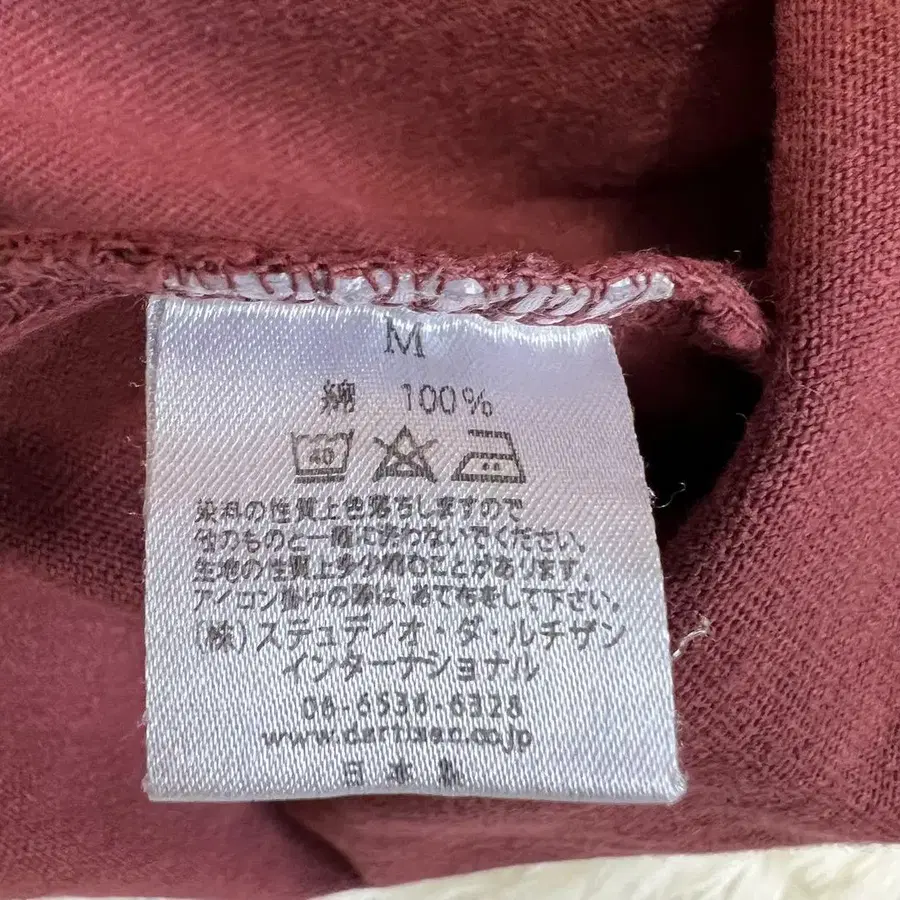 M
綿 100%
40
染料の性質上色落ちしますので
他のものと一緒に洗わないでください。
生地の性質上多少縮むことがあります。
アイロン掛けの際は、あて布をして下さい。
(株)ステュディオ・ダ・ルチザン
インターナショナル
06-6536-6328
www.dartisan.co.jp
日本製